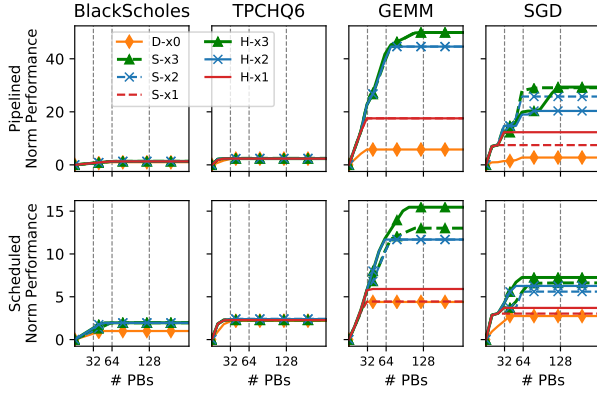 BlackScholes TPCHQ6 GEMM SGD
D-x0 H-x3
S-x3 H-x2
S-x2 H-x1
S-x1
Pipelined
Norm Performance
40
20
0
Scheduled
Norm Performance
15
10
5
0
32 64 128 32 64 128 32 64 128 32 64 128
# PBs # PBs # PBs # PBs